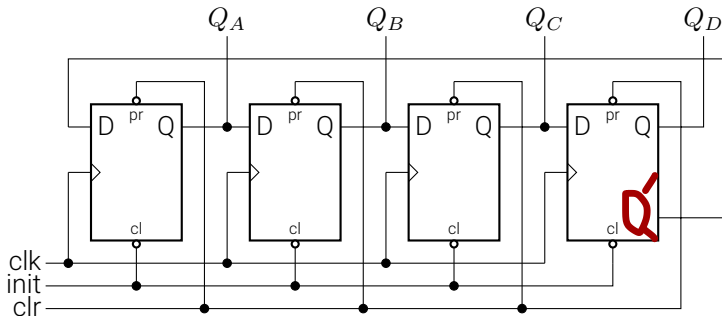 Q_A Q_B Q_C Q_D
pr pr pr pr
D Q D Q D Q D Q
Q'
cl cl cl cl
clk
init
clr